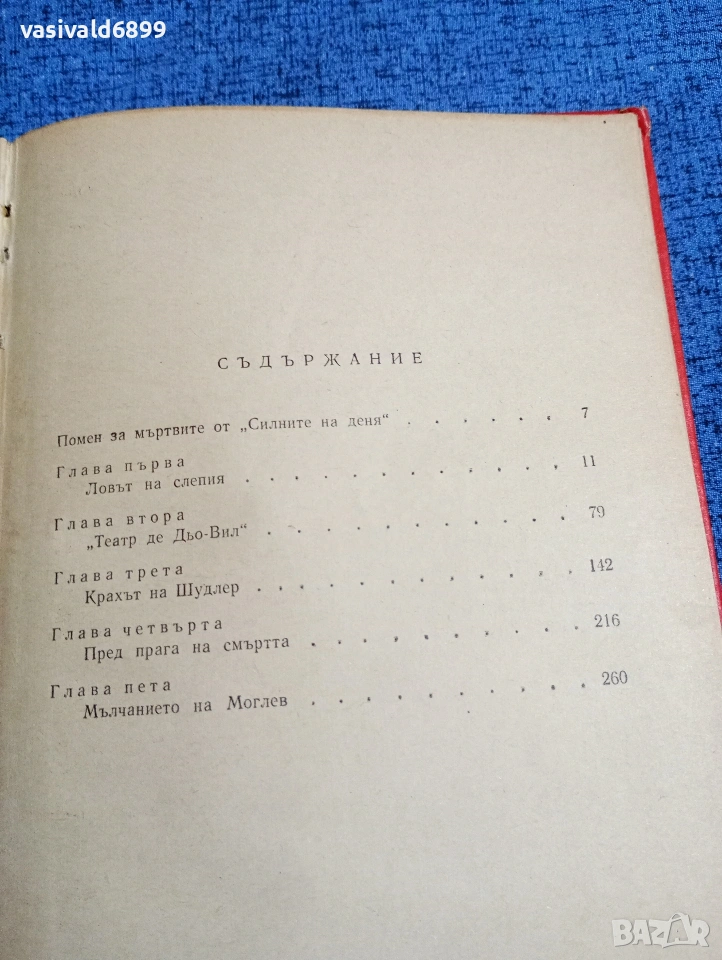 vasivald6899
СЪДЪРЖАНИЕ
Помен за мъртвите от „Силните на деня“ . . . . . . 7
Глава първа
Ловът на слепия . . . . . . . . . . . . 11
Глава втора
„Театр де Дьо-Вил“ . . . . . . . . . . . 79
Глава трета
Крахът на Шудлер . . . . . . . . . . . . 142
Глава четвърта
Пред прага на смъртта . . . . . . . . . . 216
Глава пета
Мълчанието на Моглев . . . . . . . . . . 260
BAZAR